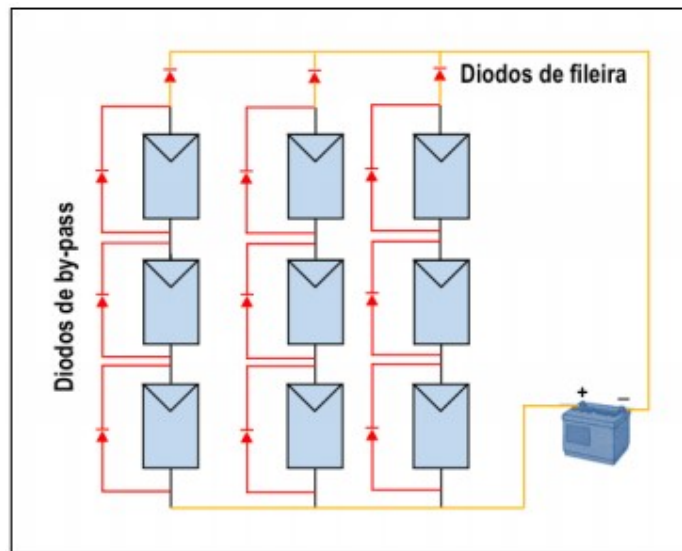 Diodos de fileira
Diodos de by-pass
+ –